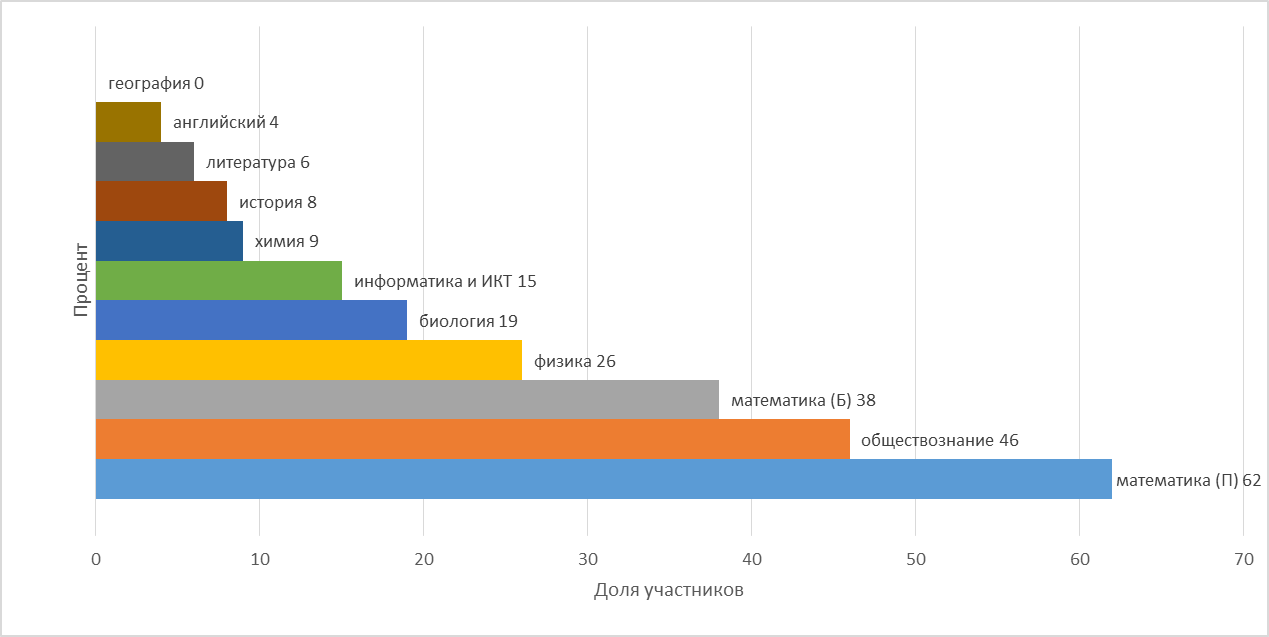 география 0
английский 4
литература 6
история 8
химия 9
информатика и ИКТ 15
биология 19
физика 26
математика (Б) 38
обществознание 46
математика (П) 62
Процент
0 10 20 30 40 50 60 70
Доля участников